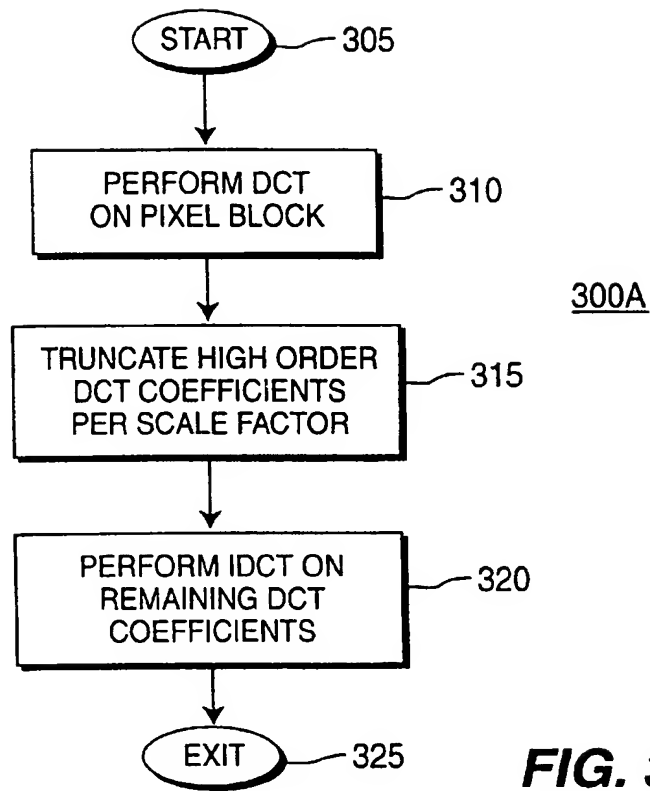 START
305
PERFORM DCT
ON PIXEL BLOCK
310
300A
TRUNCATE HIGH ORDER
DCT COEFFICIENTS
PER SCALE FACTOR
315
PERFORM IDCT ON
REMAINING DCT
COEFFICIENTS
320
EXIT
325
FIG.